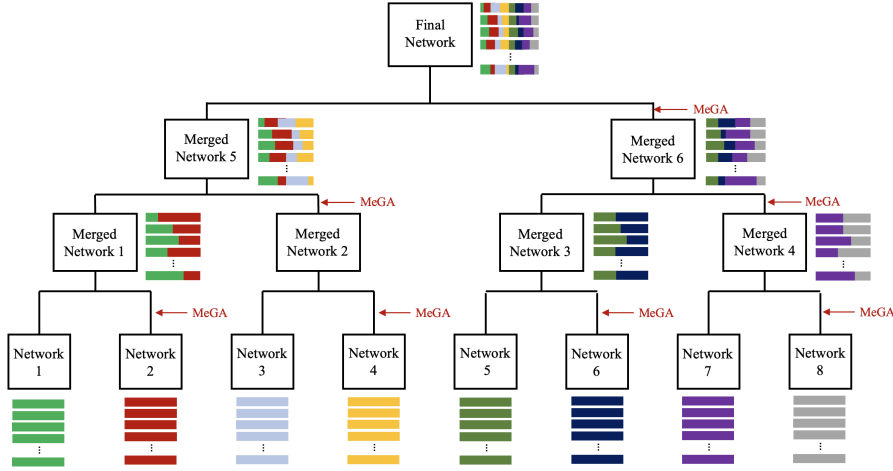 Final
Network
MeGA
Merged
Network 5
Merged
Network 6
MeGA
MeGA
Merged
Network 1
Merged
Network 2
Merged
Network 3
Merged
Network 4
MeGA
MeGA
MeGA
MeGA
Network
1
Network
2
Network
3
Network
4
Network
5
Network
6
Network
7
Network
8